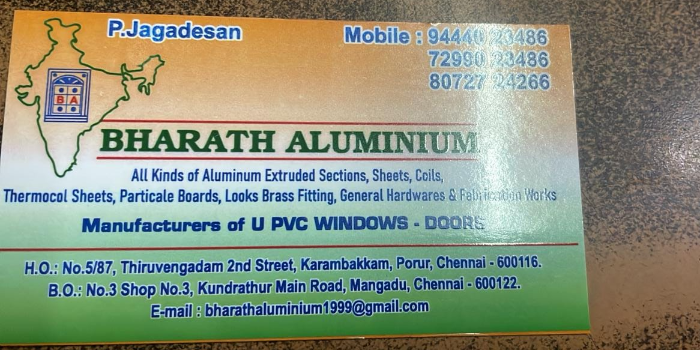 P.Jagadesan
Mobile : 94440 23486
72990 23486
80727 24266
B A
BHARATH ALUMINIUM
All Kinds of Aluminum Extruded Sections, Sheets, Coils,
Thermocol Sheets, Particale Boards, Looks Brass Fitting, General Hardwares & Fabrication Works
Manufacturers of U PVC WINDOWS - DOORS
H.O.: No.5/87, Thiruvengadam 2nd Street, Karambakkam, Porur, Chennai - 600116.
B.O.: No.3 Shop No.3, Kundrathur Main Road, Mangadu, Chennai - 600122.
E-mail : bharathaluminium1999@gmail.com